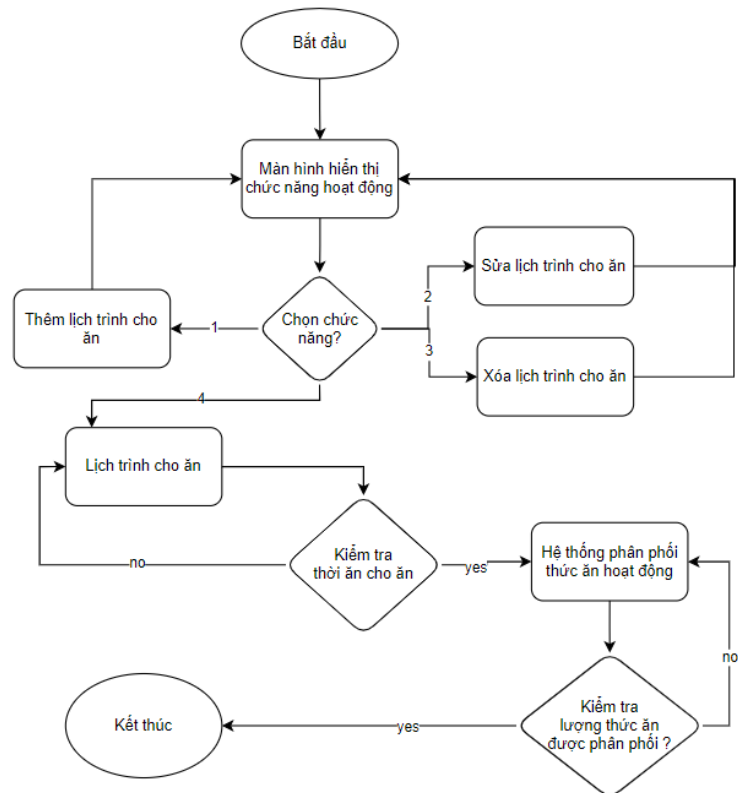 Bắt đầu
Màn hình hiển thị
chức năng hoạt động
Sửa lịch trình cho ăn
2
Thêm lịch trình cho
ăn
1
Chọn chức
năng?
3
Xóa lịch trình cho ăn
4
Lịch trình cho ăn
Kiểm tra
thời ăn cho ăn
no
yes
Hệ thống phân phối
thức ăn hoạt động
no
Kiểm tra
lượng thức ăn
được phân phối ?
yes
Kết thúc